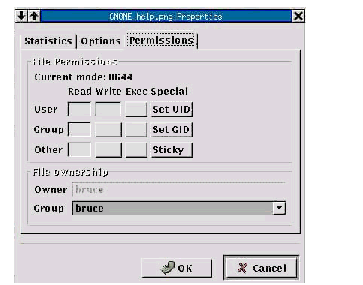 GNOME help.png Properties
Statistics Options Permissions
File Permissions
Current mode: 0644
Read Write Exec Special
User Set UID
Group Set GID
Other Sticky
File ownership
Owner bruce
Group bruce
OK Cancel